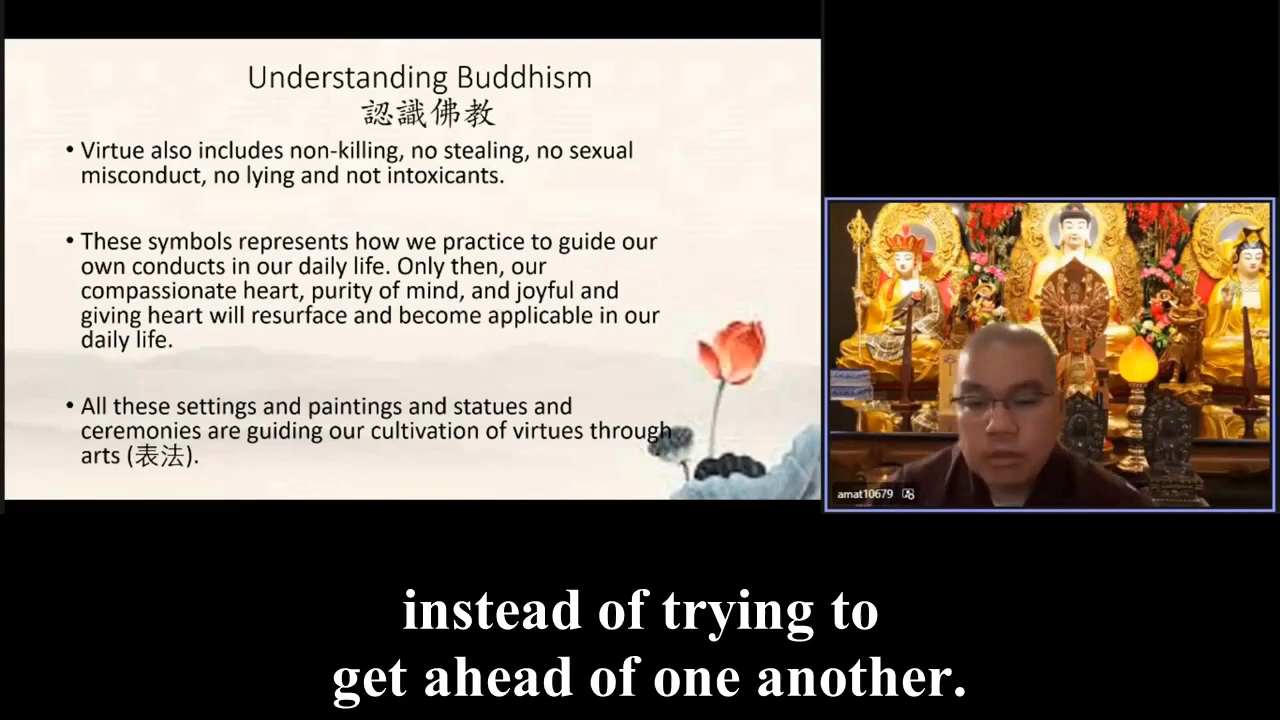 Understanding Buddhism
認識佛教
• Virtue also includes non-killing, no stealing, no sexual
misconduct, no lying and not intoxicants.
• These symbols represents how we practice to guide our
own conducts in our daily life. Only then, our
compassionate heart, purity of mind, and joyful and
giving heart will resurface and become applicable in our
daily life.
• All these settings and paintings and statues and
ceremonies are guiding our cultivation of virtues through
arts (表法).
amat10679
instead of trying to
get ahead of one another.